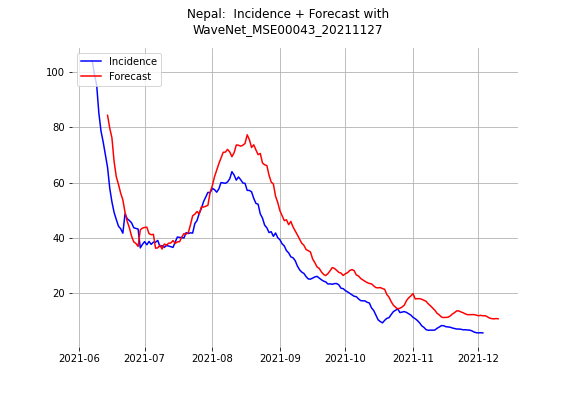 Nepal:  Incidence + Forecast with
WaveNet_MSE00043_20211127
Incidence
Forecast
100
80
60
40
20
2021-06 2021-07 2021-08 2021-09 2021-10 2021-11 2021-12